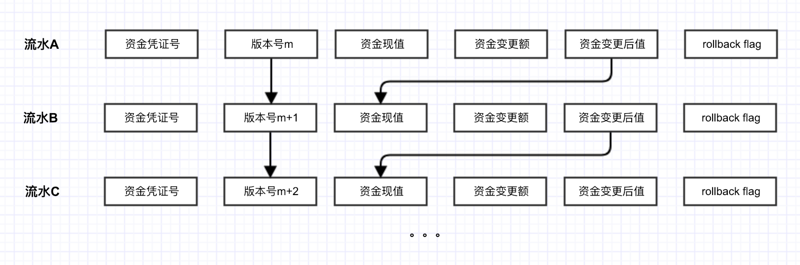 流水A 资金凭证号 版本号m 资金现值 资金变更额 资金变更后值 rollback flag
流水B 资金凭证号 版本号m+1 资金现值 资金变更额 资金变更后值 rollback flag
流水C 资金凭证号 版本号m+2 资金现值 资金变更额 资金变更后值 rollback flag
。。。